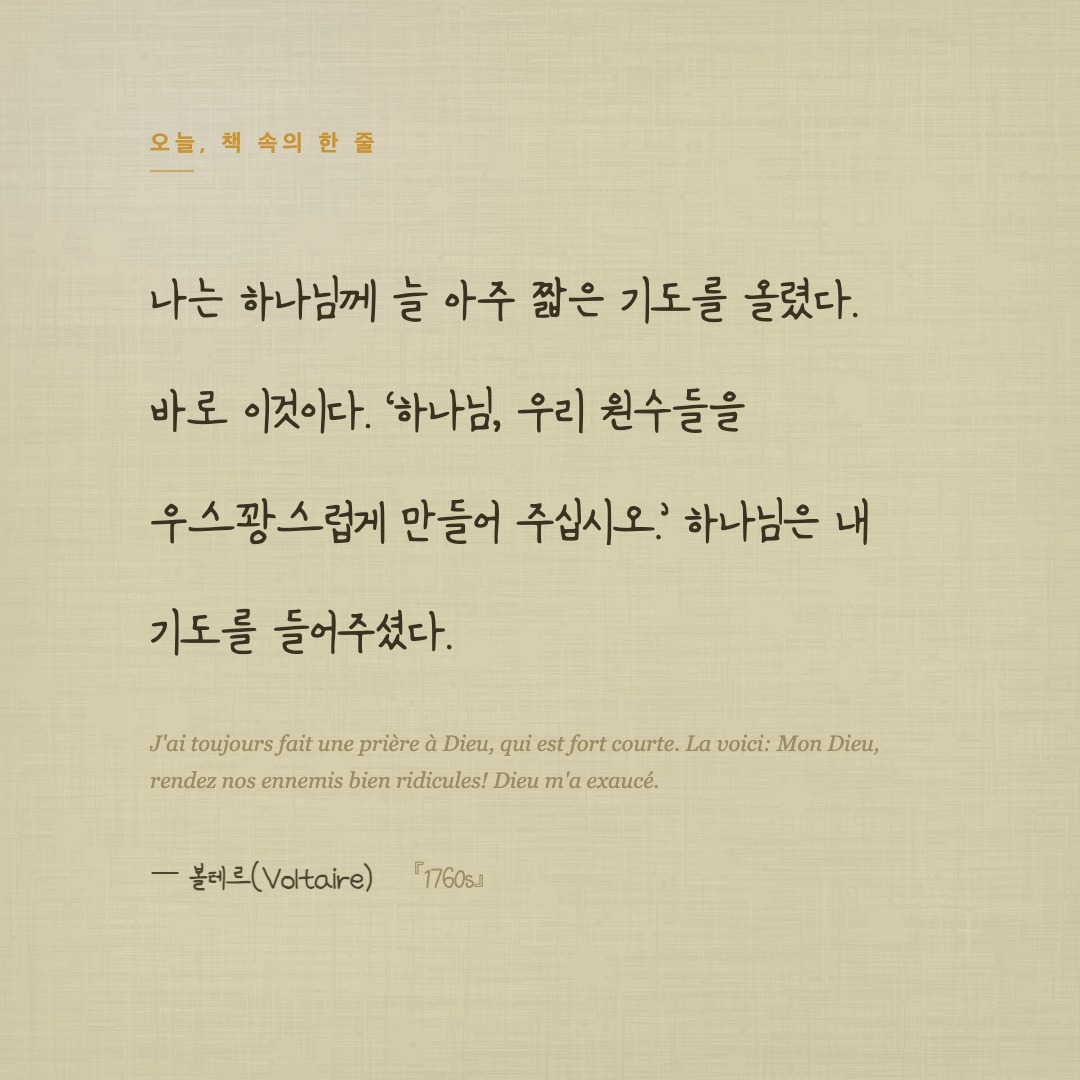 오늘, 책 속의 한 줄
나는 하나님께 늘 아주 짧은 기도를 올렸다.
바로 이것이다. ‘하나님, 우리 원수들을
우스꽝스럽게 만들어 주십시오.’ 하나님은 내
기도를 들어주셨다.
J'ai toujours fait une prière à Dieu, qui est fort courte. La voici: Mon Dieu,
rendez nos ennemis bien ridicules! Dieu m'a exaucé.
— 볼테르(Voltaire) 『1760s』